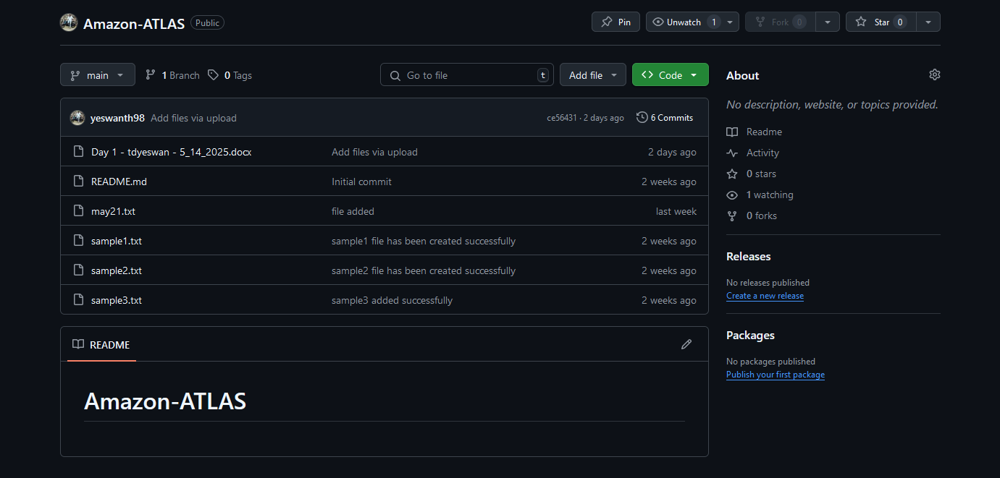 Amazon-ATLAS Public Pin Unwatch 1 Fork 0 Star 0
main 1 Branch 0 Tags Go to file t Add file Code
yeswanth98 Add files via upload ce56431 · 2 days ago 6 Commits
Day 1 - tdyeswan - 5_14_2025.docx Add files via upload 2 days ago
README.md Initial commit 2 weeks ago
may21.txt file added last week
sample1.txt sample1 file has been created successfully 2 weeks ago
sample2.txt sample2 file has been created successfully 2 weeks ago
sample3.txt sample3 added successfully 2 weeks ago
README
Amazon-ATLAS
About
No description, website, or topics provided.
Readme
Activity
0 stars
1 watching
0 forks
Releases
No releases published
Create a new release
Packages
No packages published
Publish your first package